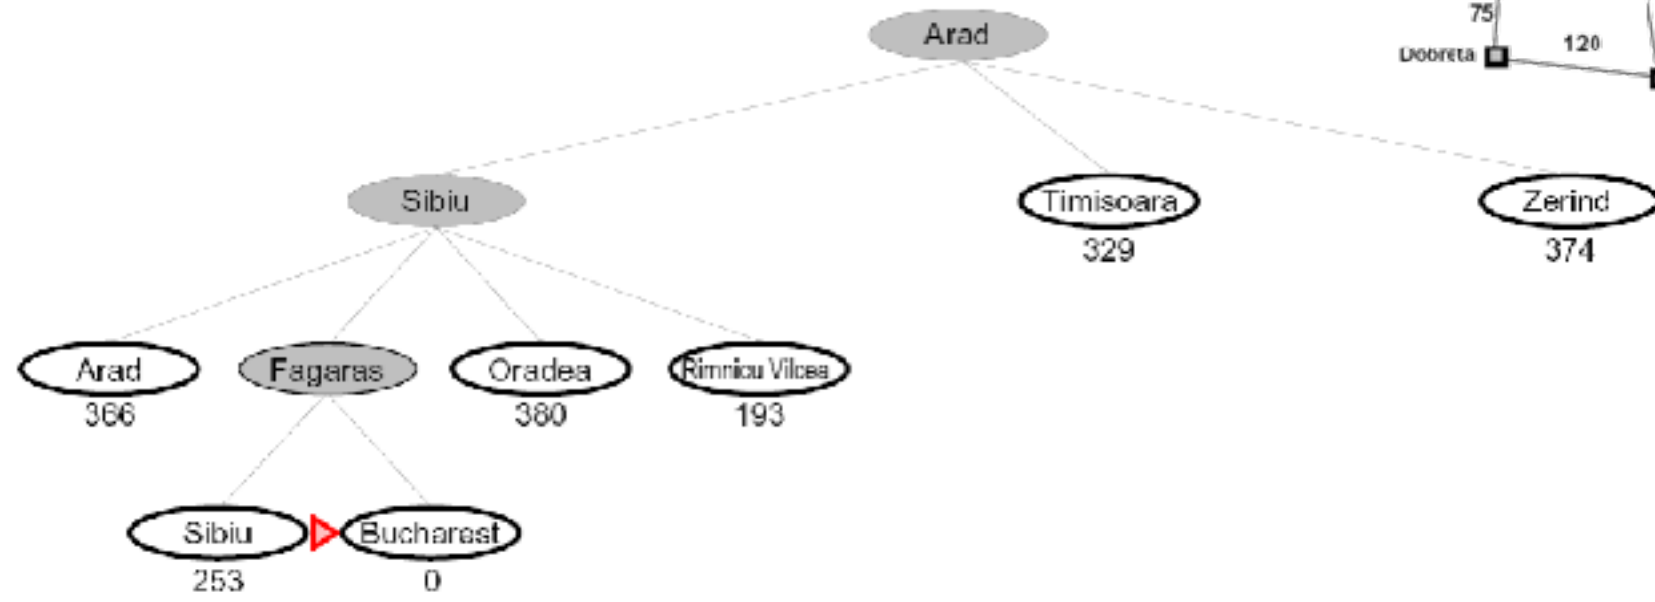 Arad
75
Dobreta
120
Sibiu
Timisoara
Zerind
329
374
Arad
Fagaras
Oradea
Rimnicu Vilcea
366
380
193
Sibiu
Bucharest
253
0